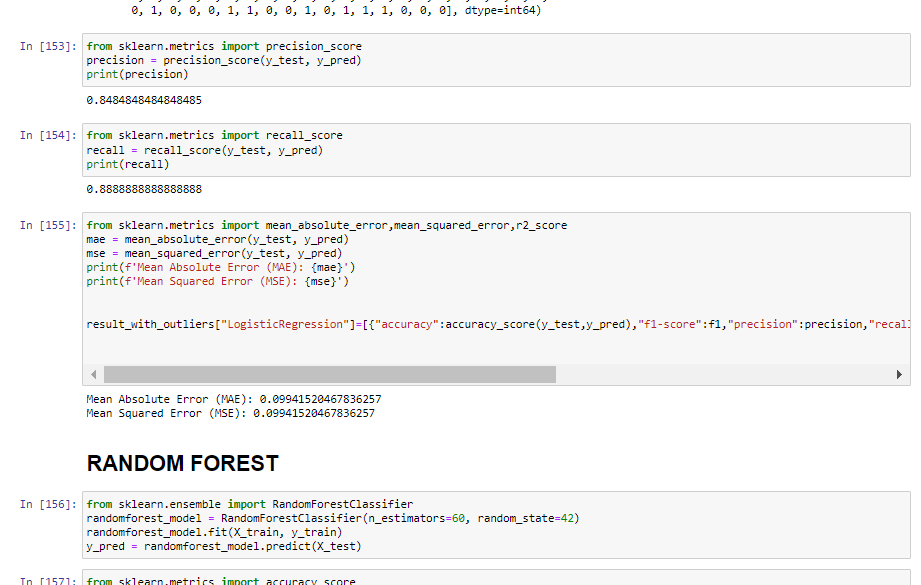 0, 1, 0, 0, 0, 1, 1, 0, 0, 1, 0, 1, 1, 1, 0, 0, 0], dtype=int64)
In [153]: from sklearn.metrics import precision_score
precision = precision_score(y_test, y_pred)
print(precision)
0.8484848484848485
In [154]: from sklearn.metrics import recall_score
recall = recall_score(y_test, y_pred)
print(recall)
0.8888888888888888
In [155]: from sklearn.metrics import mean_absolute_error,mean_squared_error,r2_score
mae = mean_absolute_error(y_test, y_pred)
mse = mean_squared_error(y_test, y_pred)
print(f'Mean Absolute Error (MAE): {mae}')
print(f'Mean Squared Error (MSE): {mse}')
result_with_outliers["LogisticRegression"]=[{"accuracy":accuracy_score(y_test,y_pred),"f1-score":f1,"precision":precision,"recall
Mean Absolute Error (MAE): 0.09941520467836257
Mean Squared Error (MSE): 0.09941520467836257
RANDOM FOREST
In [156]: from sklearn.ensemble import RandomForestClassifier
randomforest_model = RandomForestClassifier(n_estimators=60, random_state=42)
randomforest_model.fit(X_train, y_train)
y_pred = randomforest_model.predict(X_test)
In [157]: from sklearn.metrics import accuracy_score